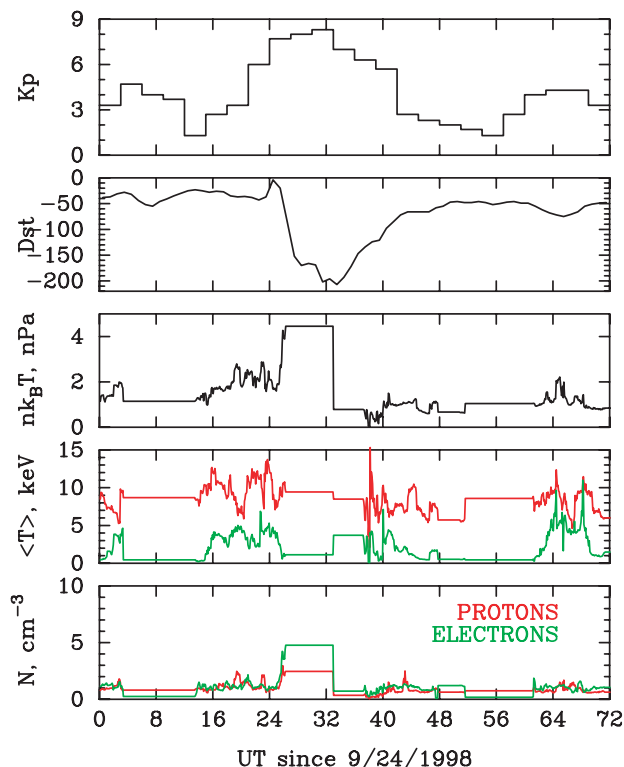 9
6
3
0
Kp
0
−50
−100
−150
−200
|Dst
4
2
0
nkBT, nPa
15
10
5
0
<T>, keV
10
5
0
N, cm−3
PROTONS
ELECTRONS
0 8 16 24 32 40 48 56 64 72
UT since 9/24/1998